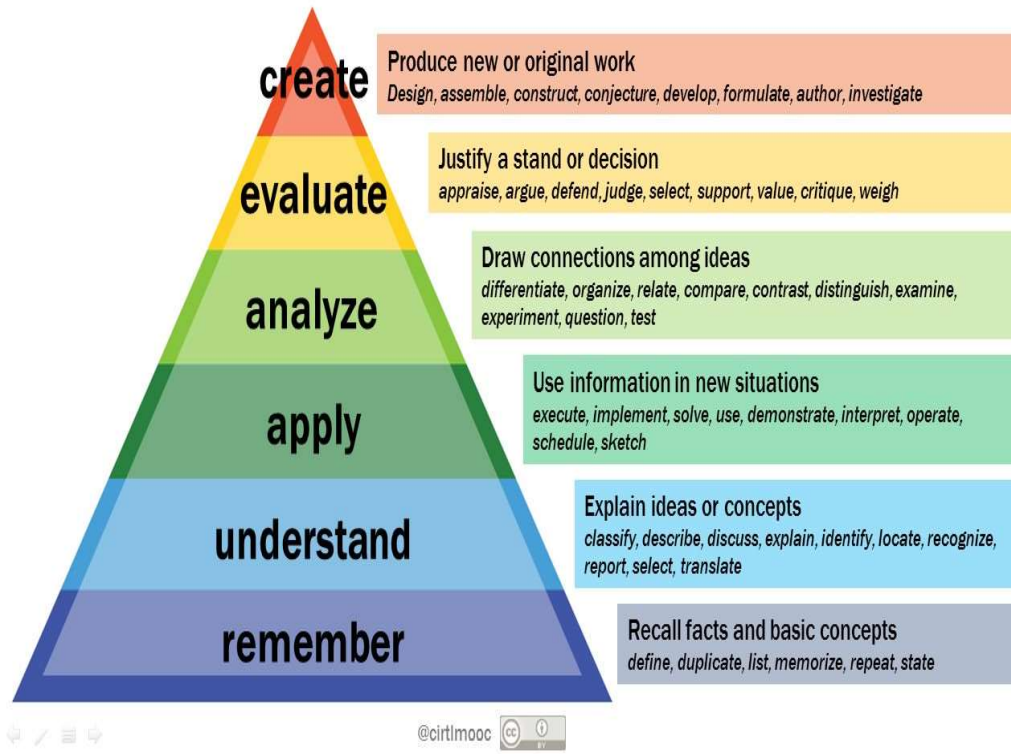 create
Produce new or original work
Design, assemble, construct, conjecture, develop, formulate, author, investigate
evaluate
Justify a stand or decision
appraise, argue, defend, judge, select, support, value, critique, weigh
analyze
Draw connections among ideas
differentiate, organize, relate, compare, contrast, distinguish, examine,
experiment, question, test
apply
Use information in new situations
execute, implement, solve, use, demonstrate, interpret, operate,
schedule, sketch
understand
Explain ideas or concepts
classify, describe, discuss, explain, identify, locate, recognize,
report, select, translate
remember
Recall facts and basic concepts
define, duplicate, list, memorize, repeat, state
@cirtlmooc
cc
BY